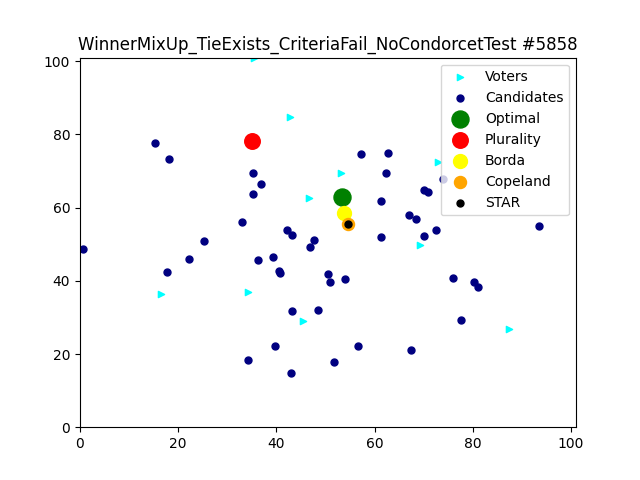 WinnerMixUp_TieExists_CriteriaFail_NoCondorcetTest #5858
100
80
60
40
20
0
0
20
40
60
80
100
Voters
Candidates
Optimal
Plurality
Borda
Copeland
STAR